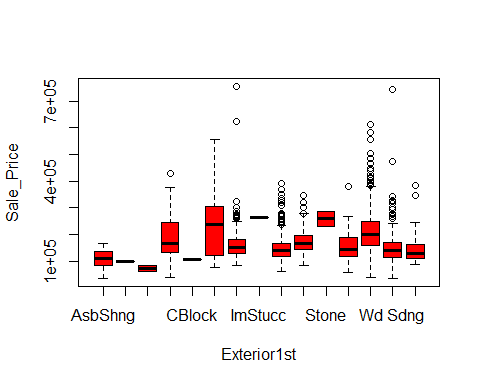 Sale_Price
7e+05
4e+05
1e+05
AsbShng CBlock ImStucc Stone Wd Sdng
Exterior1st